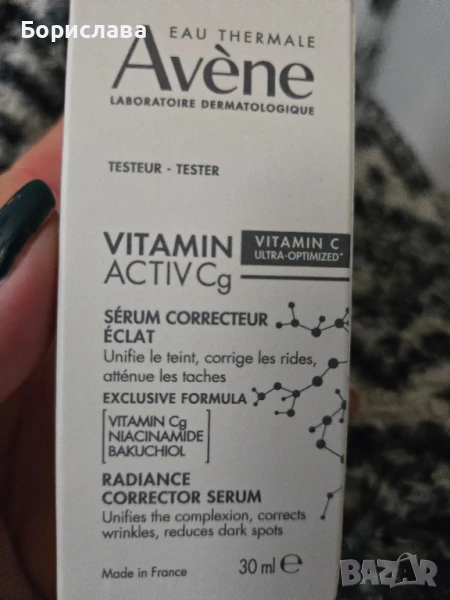 Борислава
EAU THERMALE
Avène
LABORATOIRE DERMATOLOGIQUE
TESTEUR - TESTER
VITAMIN
ACTIV Cg
VITAMIN C
ULTRA-OPTIMIZED*
SÉRUM CORRECTEUR
ÉCLAT
Unifie le teint, corrige les rides,
atténue les taches
EXCLUSIVE FORMULA
VITAMIN Cg
NIACINAMIDE
BAKUCHIOL
RADIANCE
CORRECTOR SERUM
Unifies the complexion, corrects
wrinkles, reduces dark spots
Made in France
30 ml e
BAZAR